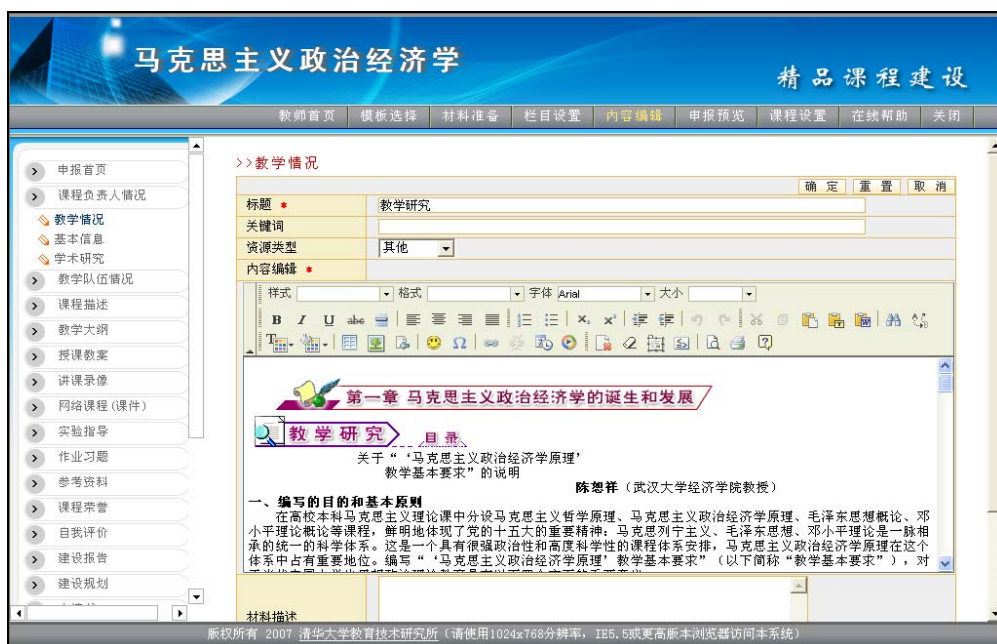 马克思主义政治经济学
精品课程建设
教师首页 模板选择 材料准备 栏目设置 内容编辑 申报预览 课程设置 在线帮助 关闭
申报首页
课程负责人情况
教学情况
基本信息
学术研究
教学队伍情况
课程描述
教学大纲
授课教案
讲课录像
网络课程(课件)
实验指导
作业习题
参考资料
课程荣誉
自我评价
建设报告
建设规划
>>教学情况
确 定 重 置 取 消
标题 * 教学研究
关键词
资源类型 其他
内容编辑 *
样式 格式 字体 Arial 大小
第一章 马克思主义政治经济学的诞生和发展
教学研究 目录
关于“‘马克思主义政治经济学原理’
教学基本要求”的说明
陈恕祥（武汉大学经济学院教授）
一、编写的目的和基本原则
在高校本科马克思主义理论课中分设马克思主义哲学原理、马克思主义政治经济学原理、毛泽东思想概论、邓
小平理论概论等课程，鲜明地体现了党的十五大的重要精神：马克思列宁主义、毛泽东思想、邓小平理论是一脉相
承的统一的科学体系。这是一个具有很强政治性和高度科学性的课程体系安排，马克思主义政治经济学原理在这个
体系中占有重要地位。编写“‘马克思主义政治经济学原理’教学基本要求”（以下简称“教学基本要求”），对
材料描述
版权所有 2007 清华大学教育技术研究所（请使用1024x768分辨率，IE5.5或更高版本浏览器访问本系统）